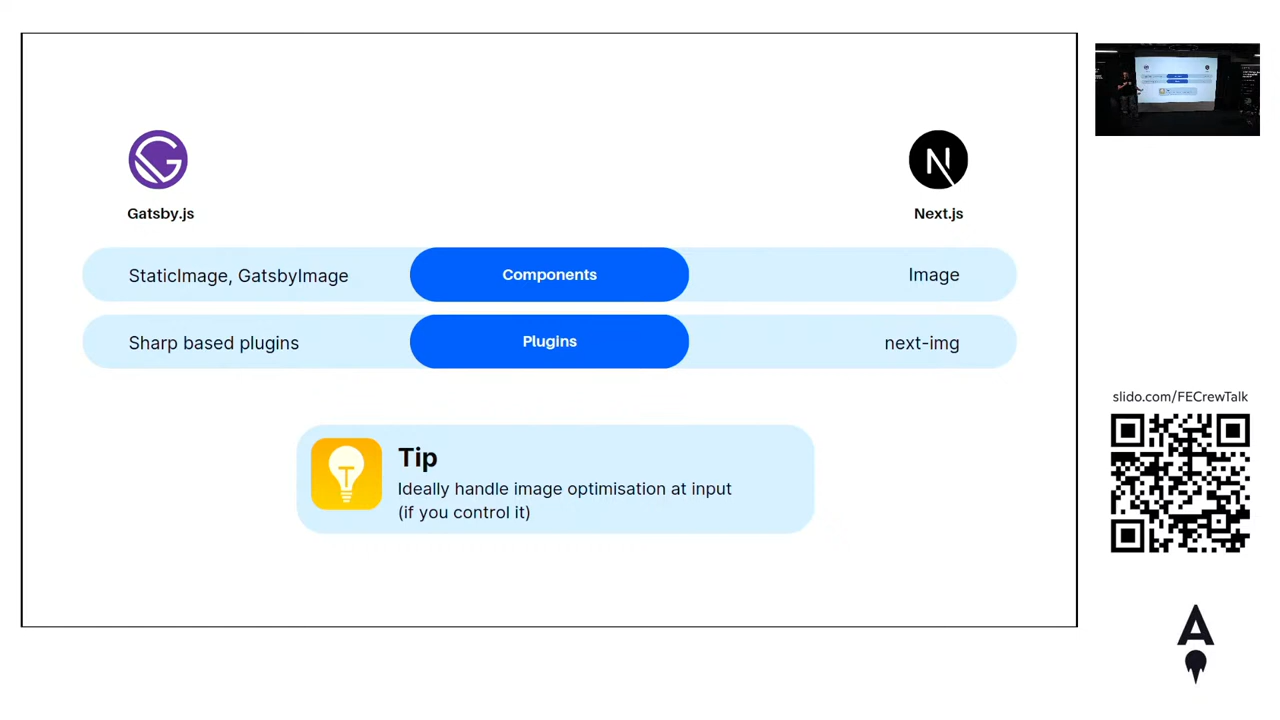 Gatsby.js
Next.js
StaticImage, GatsbyImage
Components
Image
Sharp based plugins
Plugins
next-img
Tip
Ideally handle image optimisation at input
(if you control it)
slido.com/FECrewTalk